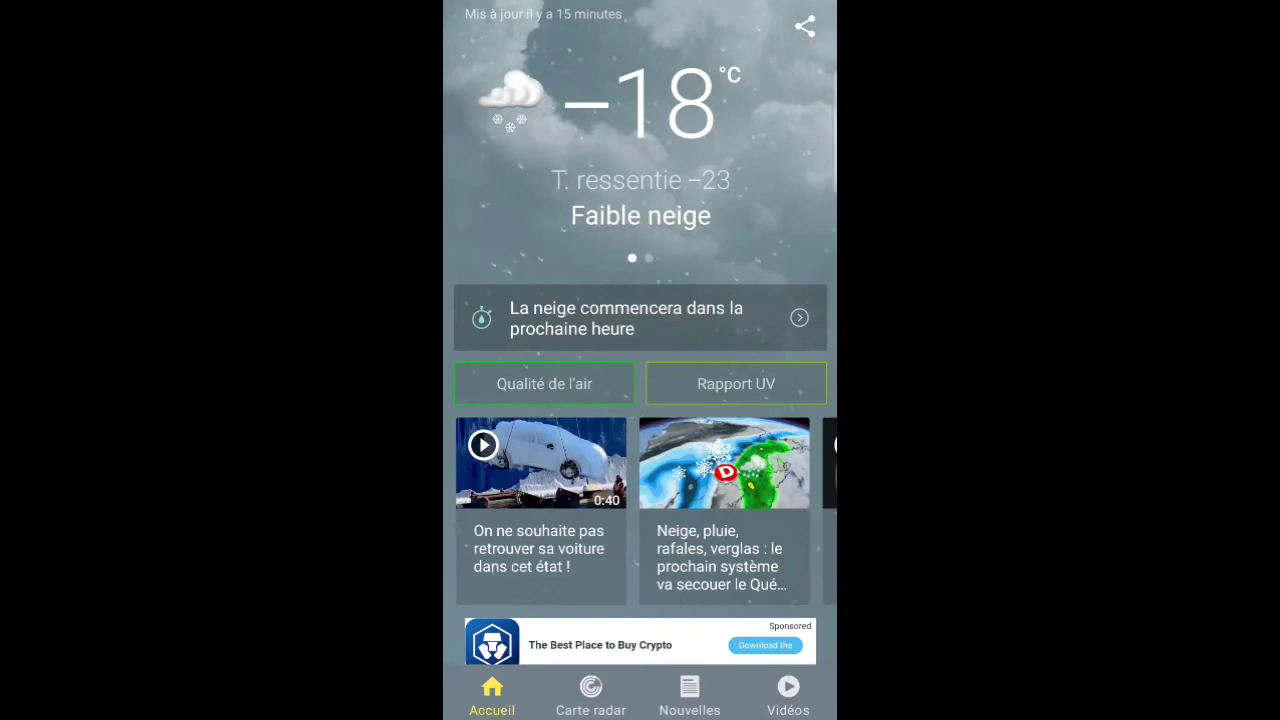 Mis à jour il y a 15 minutes
−18 °C
T. ressentie −23
Faible neige
La neige commencera dans la
prochaine heure
Qualité de l'air
Rapport UV
0:40
On ne souhaite pas
retrouver sa voiture
dans cet état !
D
Neige, pluie,
rafales, verglas : le
prochain système
va secouer le Qué...
Sponsored
The Best Place to Buy Crypto
Download the
Accueil
Carte radar
Nouvelles
Vidéos